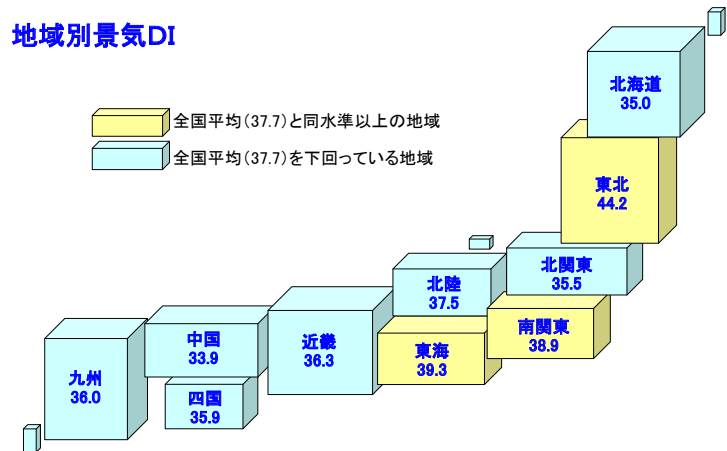 地域別景気DI
全国平均(37.7)と同水準以上の地域
全国平均(37.7)を下回っている地域
北海道
35.0
東北
44.2
北関東
35.5
北陸
37.5
南関東
38.9
東海
39.3
近畿
36.3
中国
33.9
四国
35.9
九州
36.0